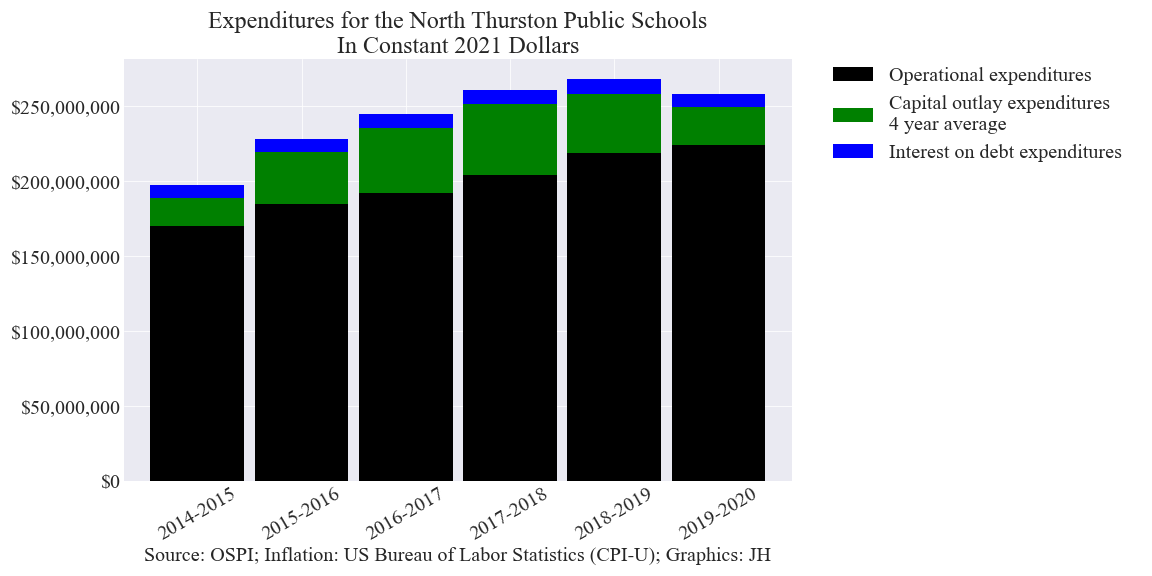 Expenditures for the North Thurston Public Schools
In Constant 2021 Dollars
Operational expenditures
Capital outlay expenditures
4 year average
Interest on debt expenditures
$250,000,000
$200,000,000
$150,000,000
$100,000,000
$50,000,000
$0
2014-2015
2015-2016
2016-2017
2017-2018
2018-2019
2019-2020
Source: OSPI; Inflation: US Bureau of Labor Statistics (CPI-U); Graphics: JH